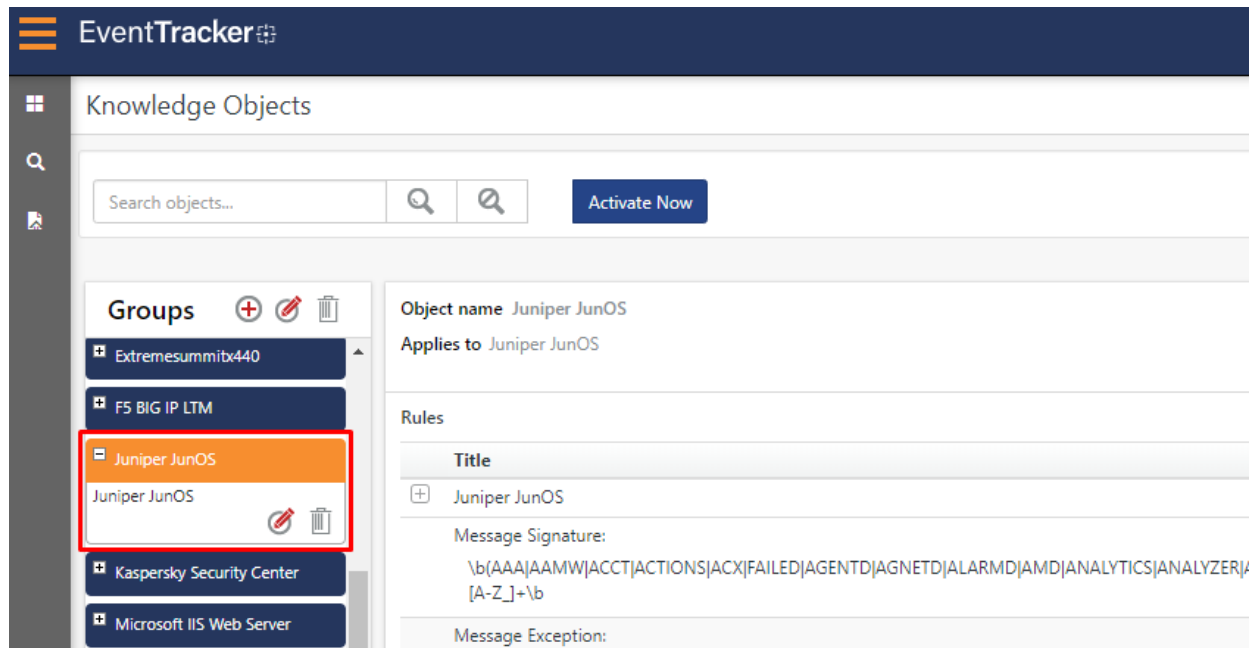 EventTracker
Knowledge Objects
Search objects...
Activate Now
Groups
Extremesummitx440
F5 BIG IP LTM
Juniper JunOS
Juniper JunOS
Kaspersky Security Center
Microsoft IIS Web Server
Object name Juniper JunOS
Applies to Juniper JunOS
Rules
Title
Juniper JunOS
Message Signature:
\b(AAA|AAMW|ACCT|ACTIONS|ACX|FAILED|AGENTD|AGNETD|ALARMD|AMD|ANALYTICS|ANALYZER|
[A-Z_]+\b
Message Exception: